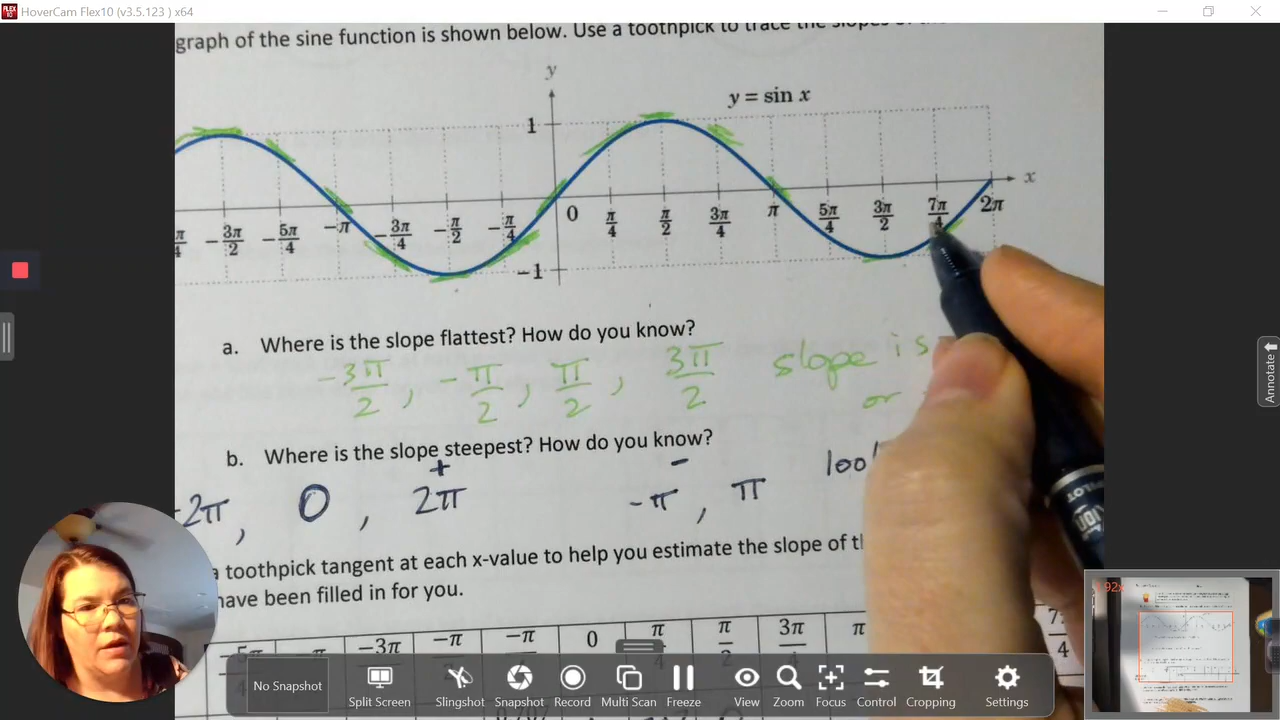 HoverCam Flex10 (v3.5.123 ) x64
graph of the sine function is shown below. Use a toothpick to trace the slopes of the
y
y = sin x
1
x
π/4 -3π/2 -5π/4 -π -3π/4 -π/2 -π/4 0 π/4 π/2 3π/4 π 5π/4 3π/2 7π/4 2π
-1
a. Where is the slope flattest? How do you know?
-3π/2 , -π/2 , π/2 , 3π/2 slope is
or
b. Where is the slope steepest? How do you know?
+ -
-2π, 0 , 2π -π , π
a toothpick tangent at each x-value to help you estimate the slope of
have been filled in for you.
-3π -π -π 0 π π 3π π
4
Annotate
No Snapshot
Split Screen Slingshot Snapshot Record Multi Scan Freeze View Zoom Focus Control Cropping Settings